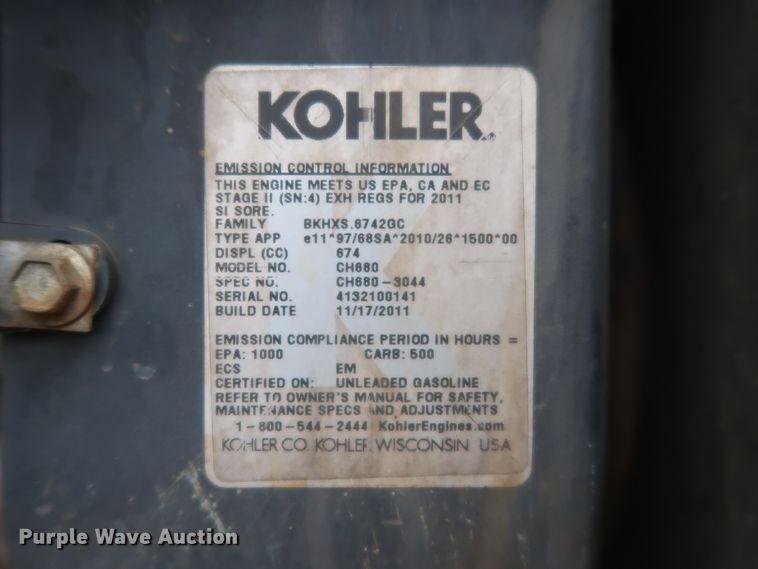 KOHLER®
EMISSION CONTROL INFORMATION
THIS ENGINE MEETS US EPA, CA AND EC
STAGE II (SN:4) EXH REGS FOR 2011
SI SORE.
FAMILY BKHXS.6742GC
TYPE APP e11*97/68SA*2010/26*1500*00
DISPL (CC) 674
MODEL NO. CH680
SPEC NO. CH680-3044
SERIAL NO. 4132100141
BUILD DATE 11/17/2011
EMISSION COMPLIANCE PERIOD IN HOURS =
EPA: 1000 CARB: 500
ECS EM
CERTIFIED ON: UNLEADED GASOLINE
REFER TO OWNER'S MANUAL FOR SAFETY,
MAINTENANCE SPECS AND ADJUSTMENTS
1-800-544-2444 KohlerEngines.com
KOHLER CO. KOHLER, WISCONSIN USA
Purple Wave Auction